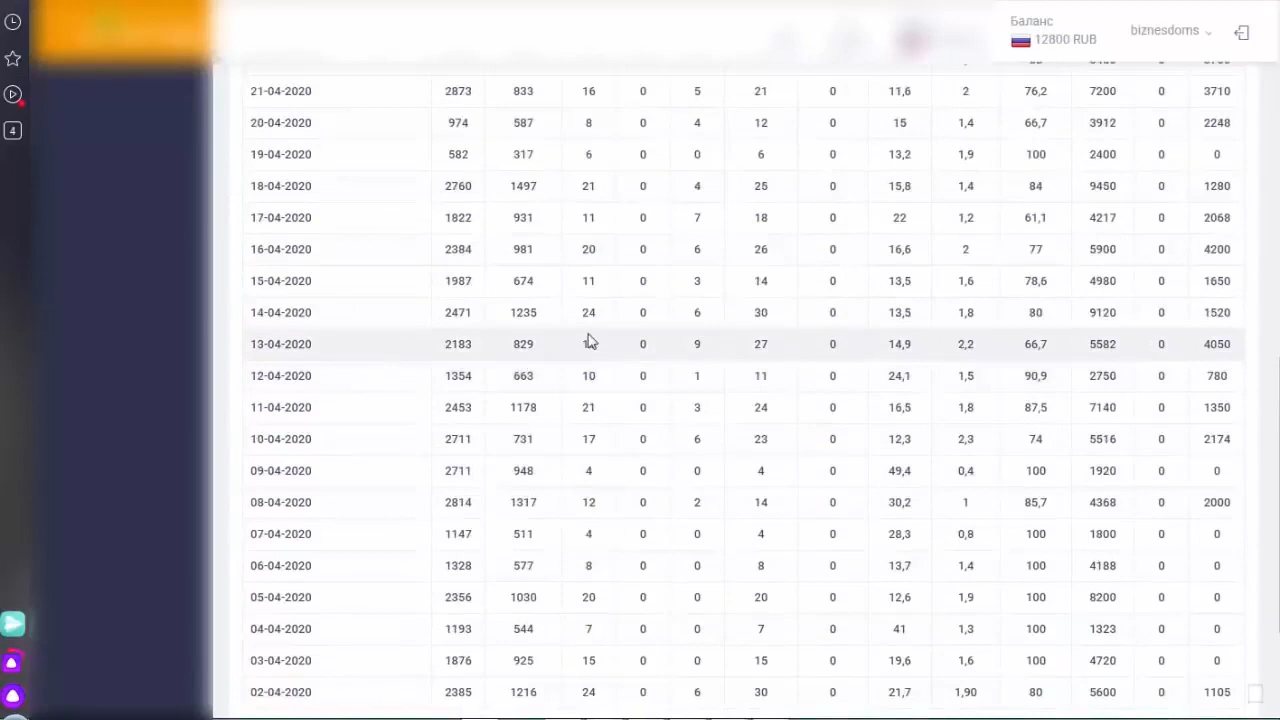 Баланс
12800 RUB
biznesdoms
4
21-04-2020 2873 833 16 0 5 21 0 11,6 2 76,2 7200 0 3710
20-04-2020 974 587 8 0 4 12 0 15 1,4 66,7 3912 0 2248
19-04-2020 582 317 6 0 0 6 0 13,2 1,9 100 2400 0 0
18-04-2020 2760 1497 21 0 4 25 0 15,8 1,4 84 9450 0 1280
17-04-2020 1822 931 11 0 7 18 0 22 1,2 61,1 4217 0 2068
16-04-2020 2384 981 20 0 6 26 0 16,6 2 77 5900 0 4200
15-04-2020 1987 674 11 0 3 14 0 13,5 1,6 78,6 4980 0 1650
14-04-2020 2471 1235 24 0 6 30 0 13,5 1,8 80 9120 0 1520
13-04-2020 2183 829 0 9 27 0 14,9 2,2 66,7 5582 0 4050
12-04-2020 1354 663 10 0 1 11 0 24,1 1,5 90,9 2750 0 780
11-04-2020 2453 1178 21 0 3 24 0 16,5 1,8 87,5 7140 0 1350
10-04-2020 2711 731 17 0 6 23 0 12,3 2,3 74 5516 0 2174
09-04-2020 2711 948 4 0 0 4 0 49,4 0,4 100 1920 0 0
08-04-2020 2814 1317 12 0 2 14 0 30,2 1 85,7 4368 0 2000
07-04-2020 1147 511 4 0 0 4 0 28,3 0,8 100 1800 0 0
06-04-2020 1328 577 8 0 0 8 0 13,7 1,4 100 4188 0 0
05-04-2020 2356 1030 20 0 0 20 0 12,6 1,9 100 8200 0 0
04-04-2020 1193 544 7 0 0 7 0 41 1,3 100 1323 0 0
03-04-2020 1876 925 15 0 0 15 0 19,6 1,6 100 4720 0 0
02-04-2020 2385 1216 24 0 6 30 0 21,7 1,90 80 5600 0 1105